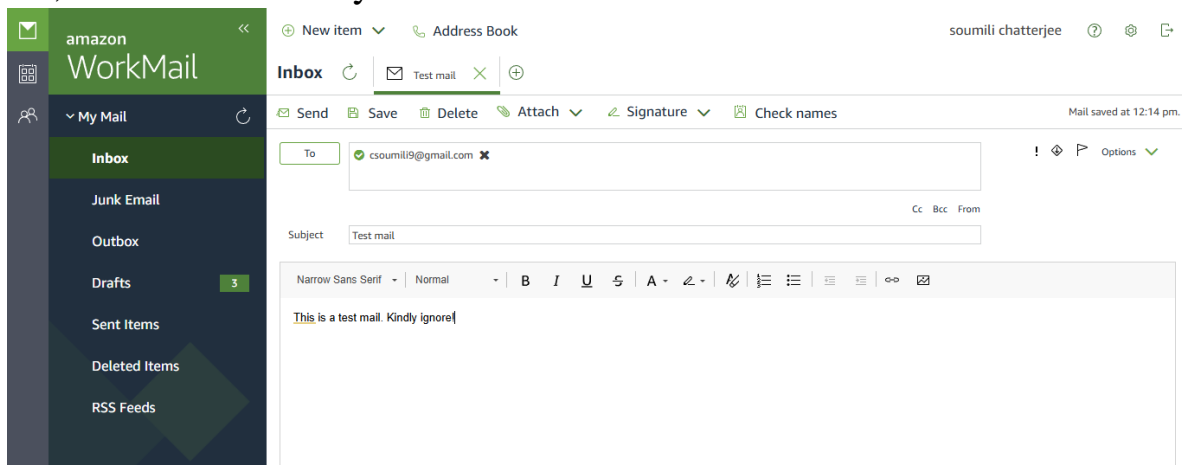 amazon
WorkMail
New item
Address Book
soumili chatterjee
Inbox
Test mail
My Mail
Send
Save
Delete
Attach
Signature
Check names
Mail saved at 12:14 pm.
Inbox
To
csoumili9@gmail.com
! Options
Junk Email
Cc Bcc From
Outbox
Subject
Test mail
Drafts
3
Narrow Sans Serif
Normal
B I U S A
Sent Items
This is a test mail. Kindly ignore!
Deleted Items
RSS Feeds